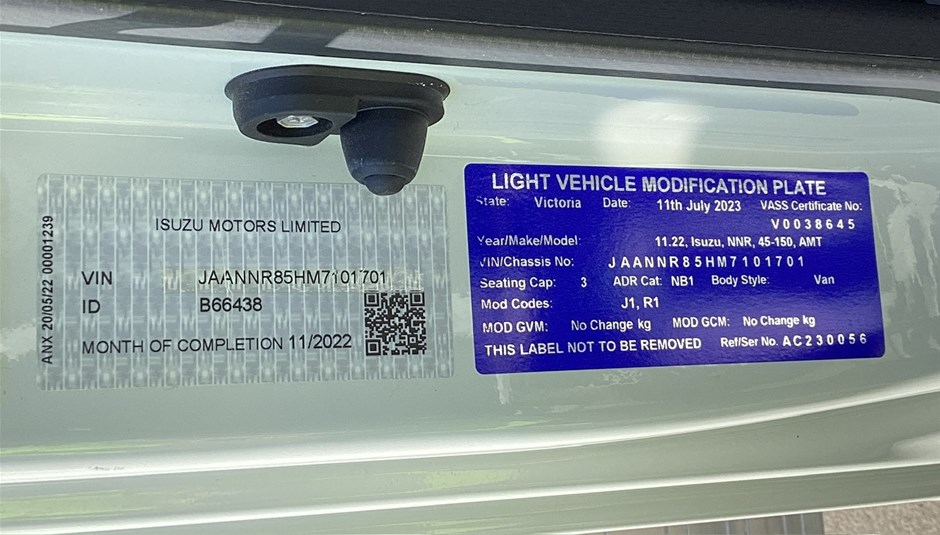 ANX 20/05/22 00001239
ISUZU MOTORS LIMITED
VIN JAANNR85HM7101701
ID B66438
MONTH OF COMPLETION 11/2022
LIGHT VEHICLE MODIFICATION PLATE
State: Victoria Date: 11th July 2023 VASS Certificate No:
V0038645
Year/Make/Model: 11.22, Isuzu, NNR, 45-150, AMT
VIN/Chassis No: JAANNR85HM7101701
Seating Cap: 3 ADR Cat: NB1 Body Style: Van
Mod Codes: J1, R1
MOD GVM: No Change kg MOD GCM: No Change kg
THIS LABEL NOT TO BE REMOVED Ref/Ser No. AC230056